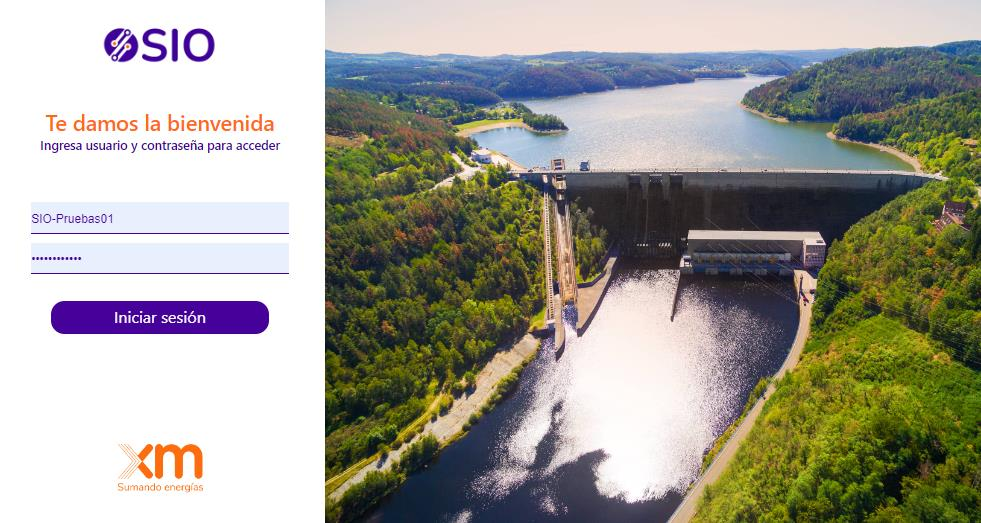 SIO
Te damos la bienvenida
Ingresa usuario y contraseña para acceder
SIO-Pruebas01
••••••••••••
Iniciar sesión
xm
Sumando energías